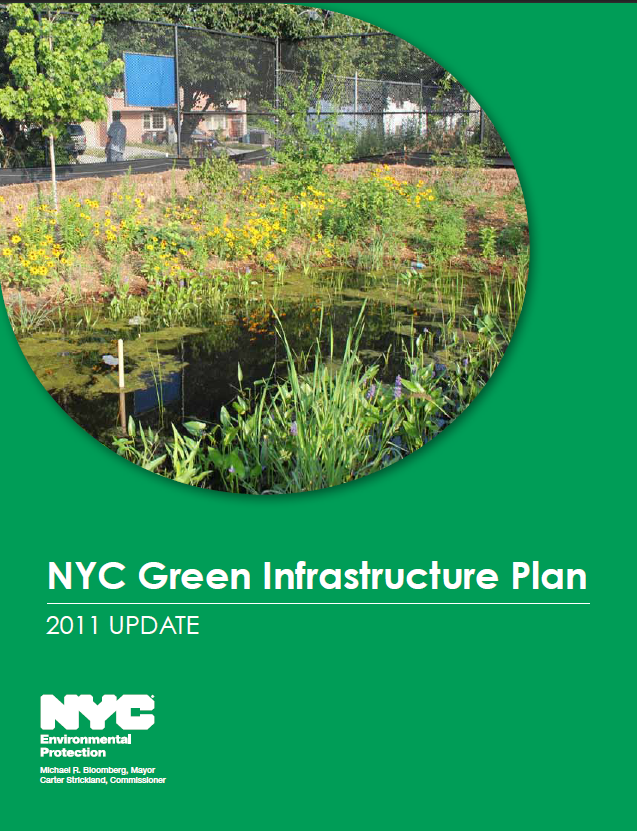 NYC Green Infrastructure Plan
2011 UPDATE
NYC
Environmental
Protection
Michael R. Bloomberg, Mayor
Carter Strickland, Commissioner